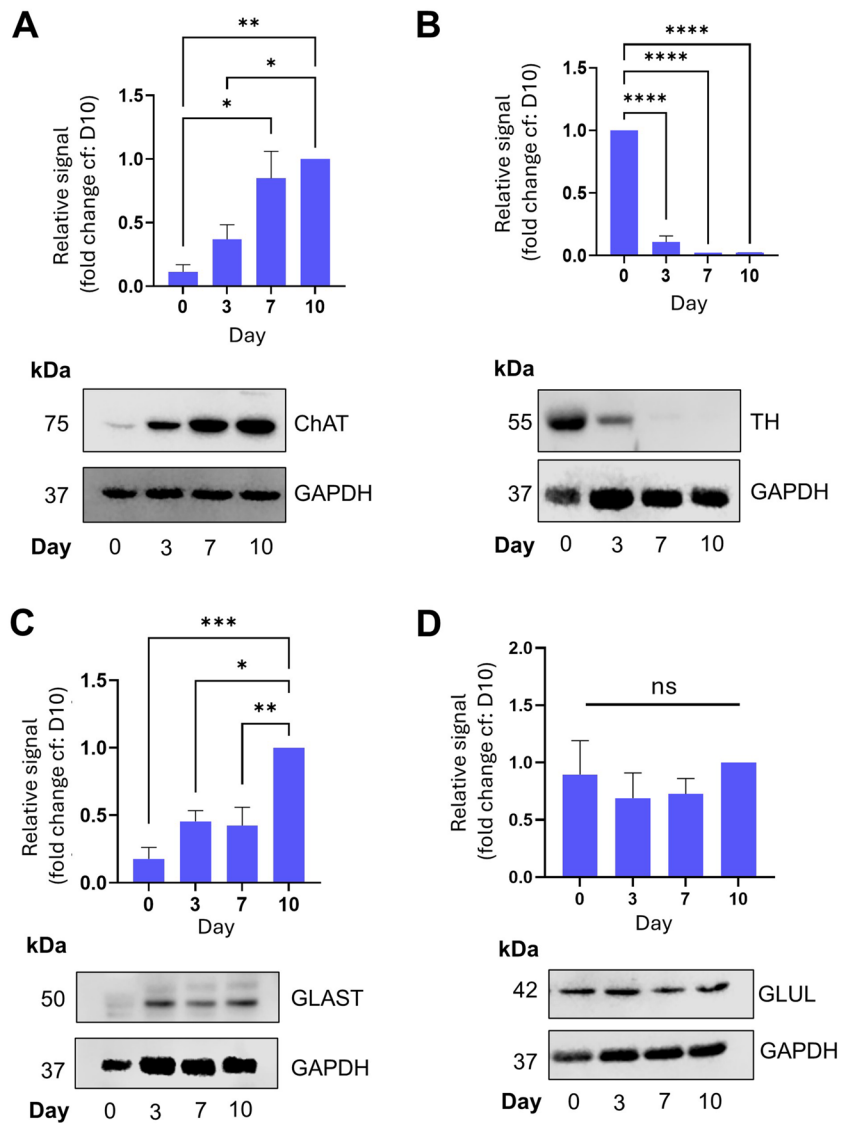 A
**
*
*
Relative signal
(fold change cf: D10)
1.5
1.0
0.5
0.0
0 3 7 10
Day
kDa
75 ChAT
37 GAPDH
Day 0 3 7 10
B
****
****
****
Relative signal
(fold change cf: D10)
1.5
1.0
0.5
0.0
0 3 7 10
Day
kDa
55 TH
37 GAPDH
Day 0 3 7 10
C
***
*
**
Relative signal
(fold change cf: D10)
1.5
1.0
0.5
0.0
0 3 7 10
Day
kDa
50 GLAST
37 GAPDH
Day 0 3 7 10
D
ns
Relative signal
(fold change cf: D10)
2.0
1.5
1.0
0.5
0.0
0 3 7 10
Day
kDa
42 GLUL
37 GAPDH
Day 0 3 7 10